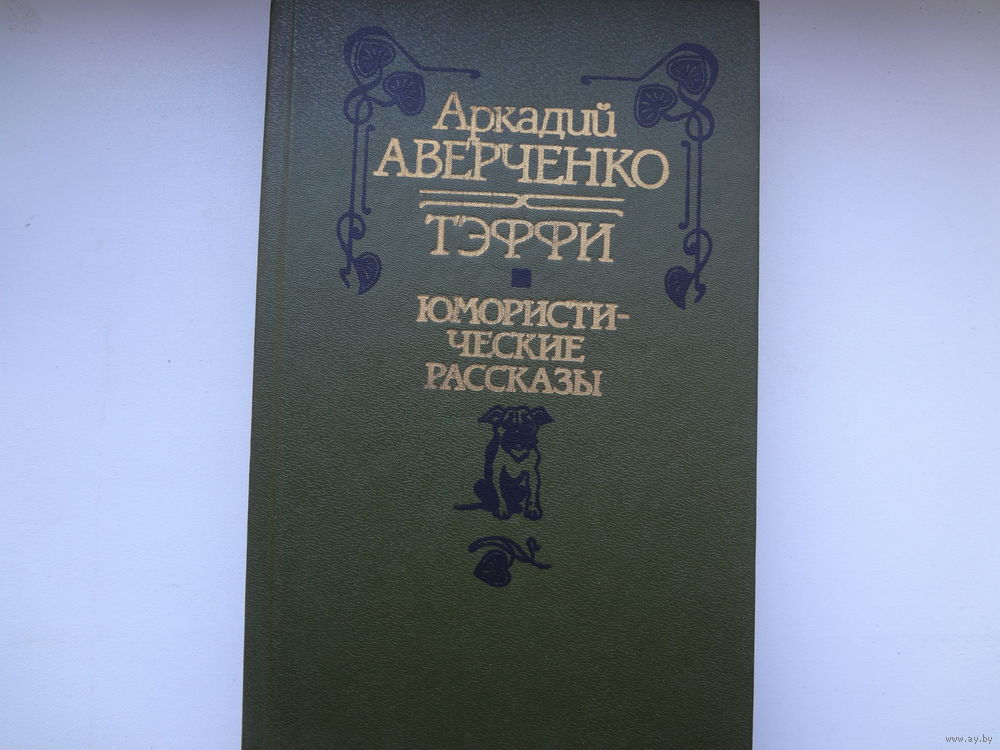 Аркадий
АВЕРЧЕНКО
ТЭФФИ
ЮМОРИСТИ-
ЧЕСКИЕ
РАССКАЗЫ
www.ay.by